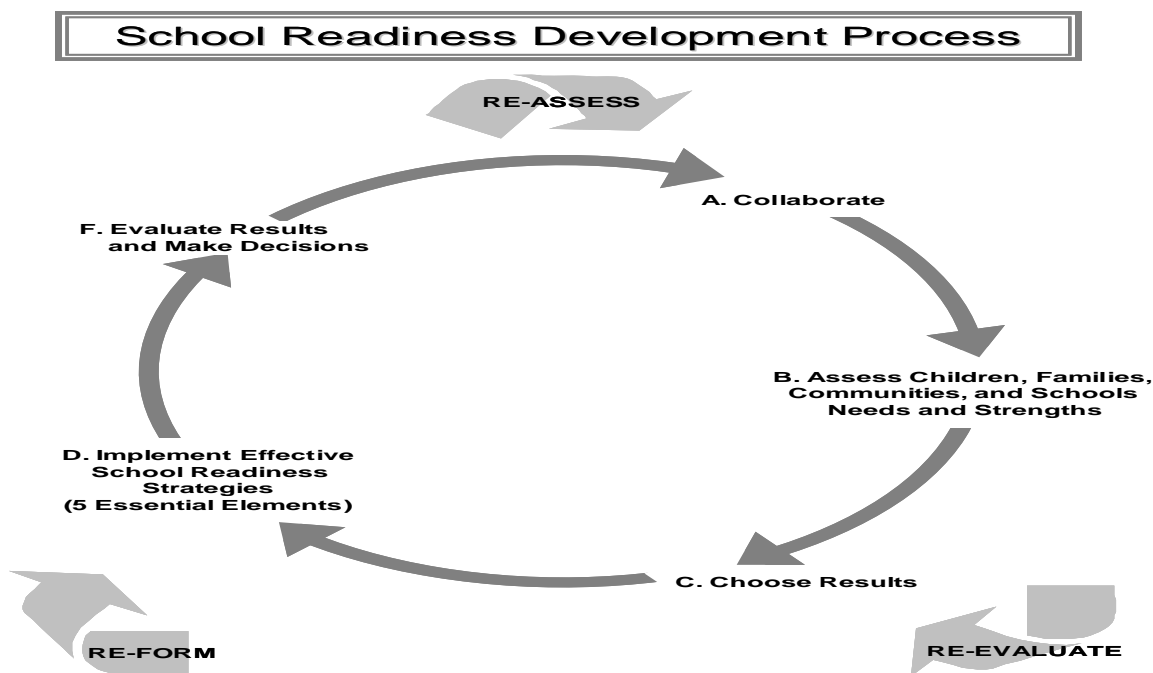 School Readiness Development Process
RE-ASSESS
A. Collaborate
F. Evaluate Results
and Make Decisions
B. Assess Children, Families,
Communities, and Schools
Needs and Strengths
D. Implement Effective
School Readiness
Strategies
(5 Essential Elements)
C. Choose Results
RE-FORM
RE-EVALUATE